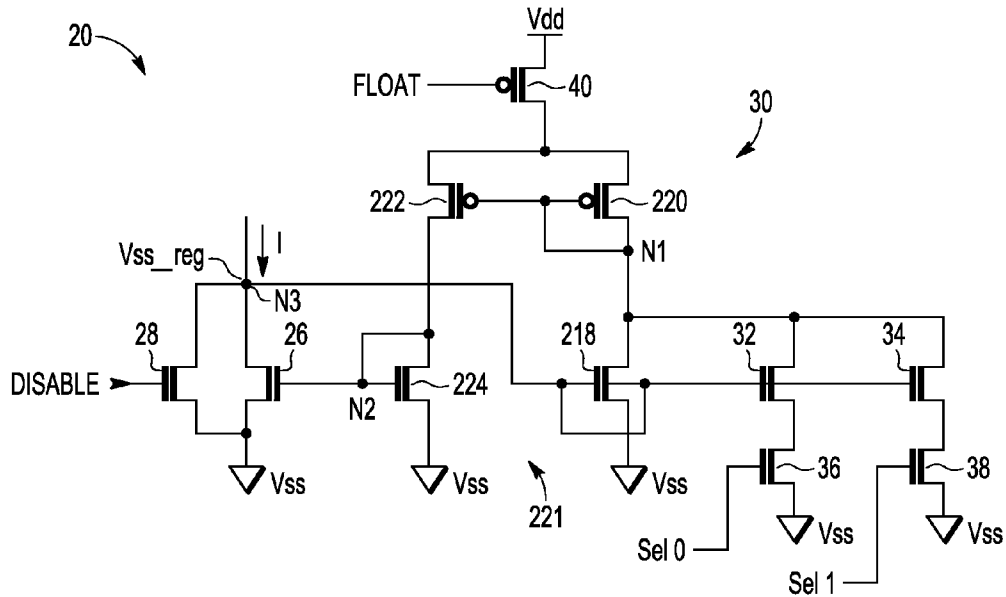 20
Vdd
FLOAT
40
30
222
220
I
N1
Vss_reg
N3
28
26
218
32
34
DISABLE
N2
224
36
38
Vss
Vss
221
Vss
Vss
Vss
Sel 0
Sel 1